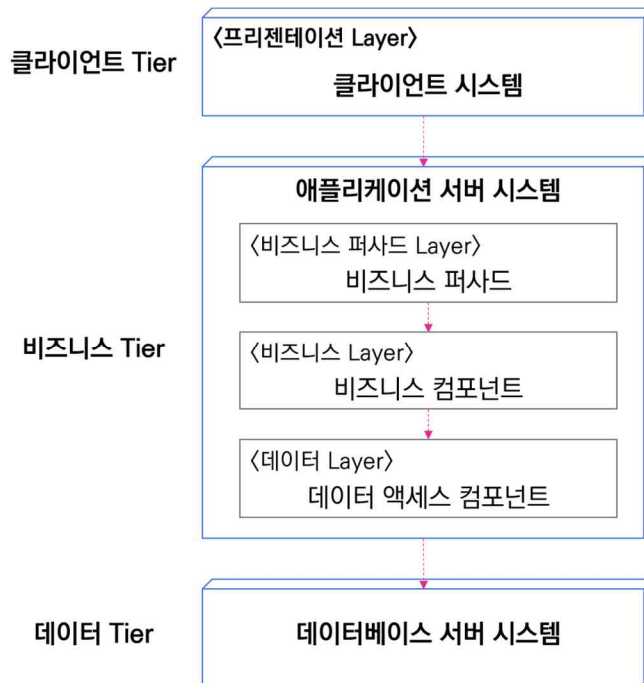 클라이언트 Tier
〈프리젠테이션 Layer〉
클라이언트 시스템
비즈니스 Tier
애플리케이션 서버 시스템
〈비즈니스 퍼사드 Layer〉
비즈니스 퍼사드
〈비즈니스 Layer〉
비즈니스 컴포넌트
〈데이터 Layer〉
데이터 액세스 컴포넌트
데이터 Tier
데이터베이스 서버 시스템